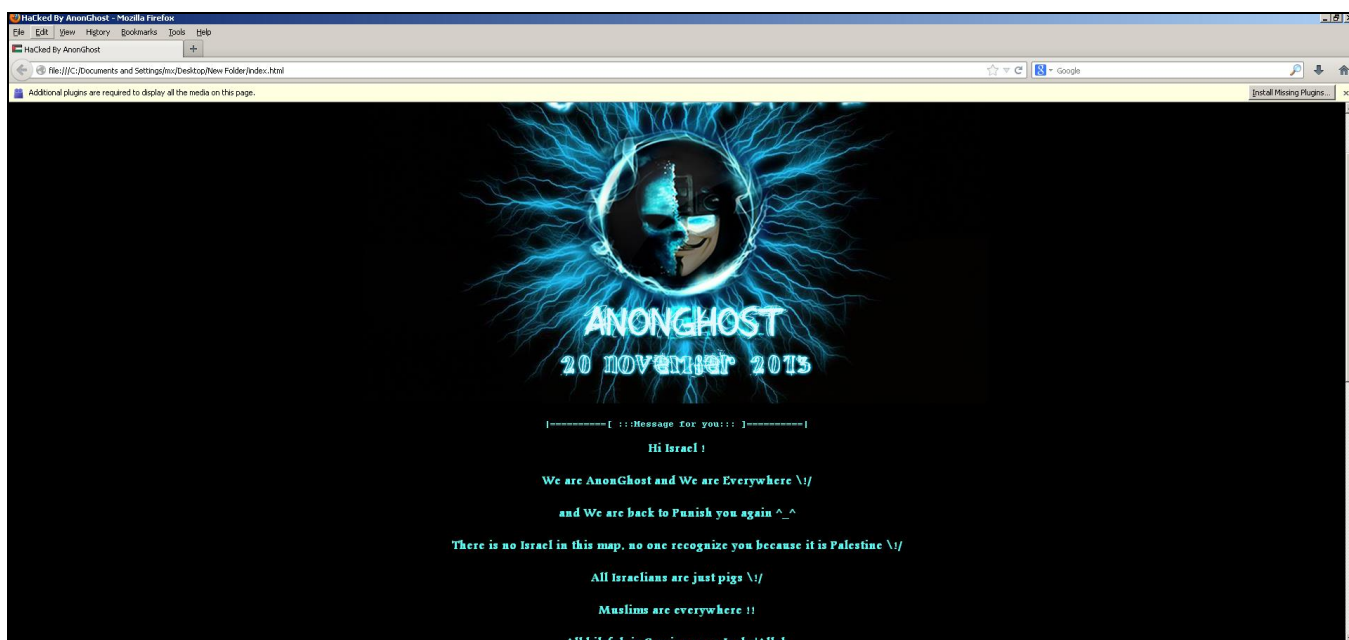 HaCked By AnonGhost - Mozilla Firefox
File Edit View History Bookmarks Tools Help
HaCked By AnonGhost
file:///C:/Documents and Settings/mx/Desktop/New Folder/index.html
Google
Additional plugins are required to display all the media on this page.
Install Missing Plugins...
ANONGHOST
20 november 2013
|==========[ :::Message for you::: ]==========|
Hi Israel !
We are AnonGhost and We are Everywhere \!/
and We are back to Punish you again ^_^
There is no Israel in this map, no one recognize you because it is Palestine \!/
All Israelians are just pigs \!/
Muslims are everywhere !!